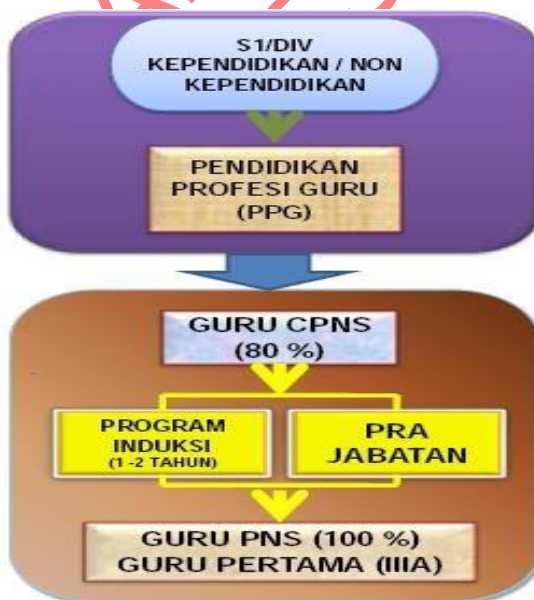 S1/DIV
KEPENDIDIKAN / NON
KEPENDIDIKAN
PENDIDIKAN
PROFESI GURU
(PPG)
GURU CPNS
(80 %)
PROGRAM
INDUKSI
(1 -2 TAHUN)
PRA
JABATAN
GURU PNS (100 %)
GURU PERTAMA (IIIA)